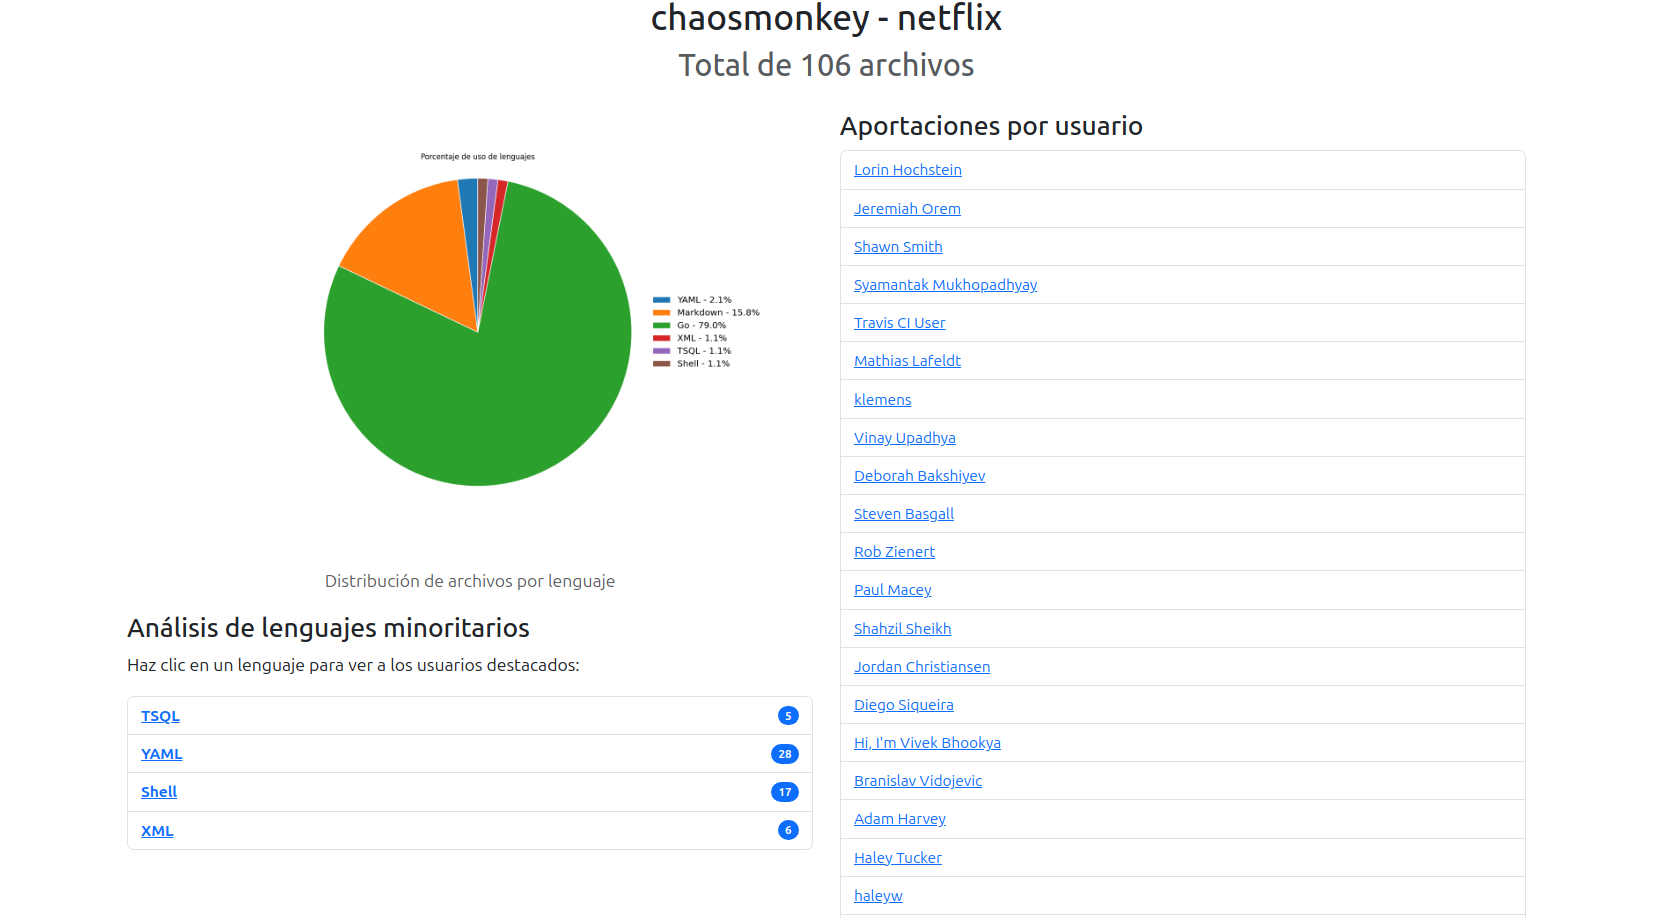 chaosmonkey - netflix
Total de 106 archivos
Porcentaje de uso de lenguajes
YAML - 2.1%
Markdown - 15.8%
Go - 79.0%
XML - 1.1%
TSQL - 1.1%
Shell - 1.1%
Distribución de archivos por lenguaje
Análisis de lenguajes minoritarios
Haz clic en un lenguaje para ver a los usuarios destacados:
TSQL 5
YAML 28
Shell 17
XML 6
Aportaciones por usuario
Lorin Hochstein
Jeremiah Orem
Shawn Smith
Syamantak Mukhopadhyay
Travis CI User
Mathias Lafeldt
klemens
Vinay Upadhya
Deborah Bakshiyev
Steven Basgall
Rob Zienert
Paul Macey
Shahzil Sheikh
Jordan Christiansen
Diego Siqueira
Hi, I'm Vivek Bhookya
Branislav Vidojevic
Adam Harvey
Haley Tucker
haleyw